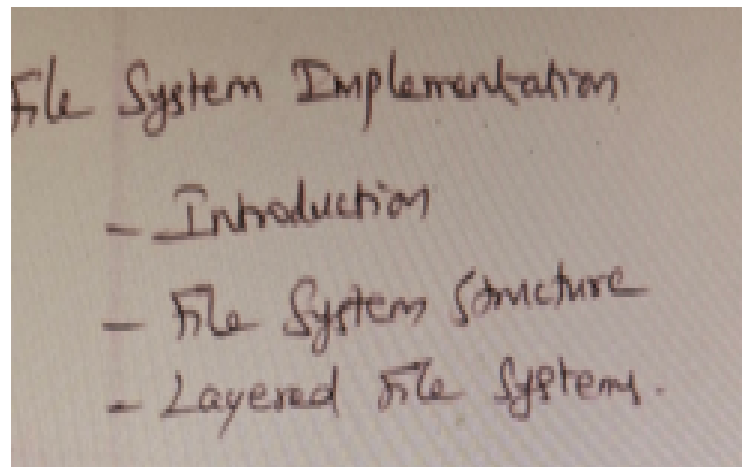 File System Implementation
- Introduction
- File System Structure
- Layered File Systems.